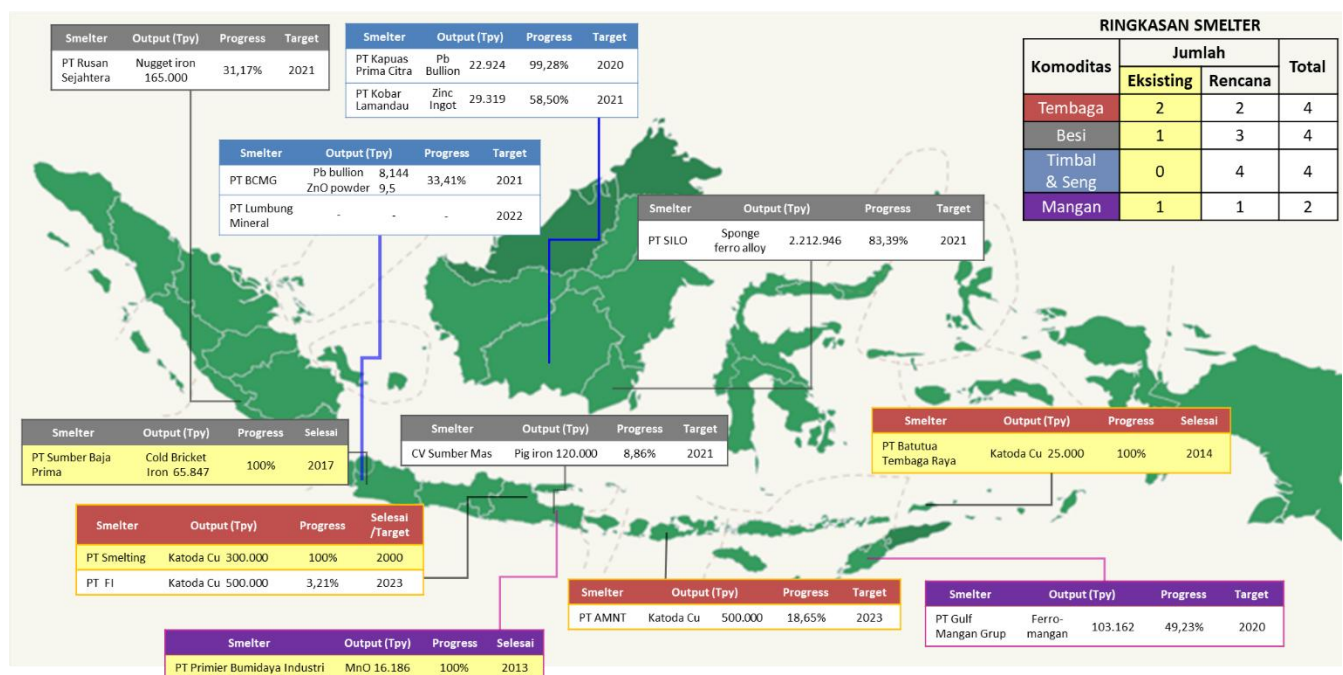 RINGKASAN SMELTER
Komoditas Jumlah Total
Eksisting Rencana
Tembaga 2 2 4
Besi 1 3 4
Timbal & Seng 0 4 4
Mangan 1 1 2
Smelter Output (Tpy) Progress Target
PT Rusan Sejahtera Nugget iron 165.000 31,17% 2021
Smelter Output (Tpy) Progress Target
PT Kapuas Prima Citra Pb Bullion 22.924 99,28% 2020
PT Kobar Lamandau Zinc Ingot 29.319 58,50% 2021
Smelter Output (Tpy) Progress Target
PT BCMG Pb bullion 8,144 ZnO powder 9,5 33,41% 2021
PT Lumbung Mineral - - - 2022
Smelter Output (Tpy) Progress Target
PT SILO Sponge ferro alloy 2.212.946 83,39% 2021
Smelter Output (Tpy) Progress Selesai
PT Sumber Baja Prima Cold Bricket Iron 65.847 100% 2017
Smelter Output (Tpy) Progress Target
CV Sumber Mas Pig iron 120.000 8,86% 2021
Smelter Output (Tpy) Progress Selesai
PT Batutua Tembaga Raya Katoda Cu 25.000 100% 2014
Smelter Output (Tpy) Progress Selesai /Target
PT Smelting Katoda Cu 300.000 100% 2000
PT FI Katoda Cu 500.000 3,21% 2023
Smelter Output (Tpy) Progress Target
PT AMNT Katoda Cu 500.000 18,65% 2023
Smelter Output (Tpy) Progress Target
PT Gulf Mangan Grup Ferro-mangan 103.162 49,23% 2020
Smelter Output (Tpy) Progress Selesai
PT Primier Bumidaya Industri MnO 16.186 100% 2013